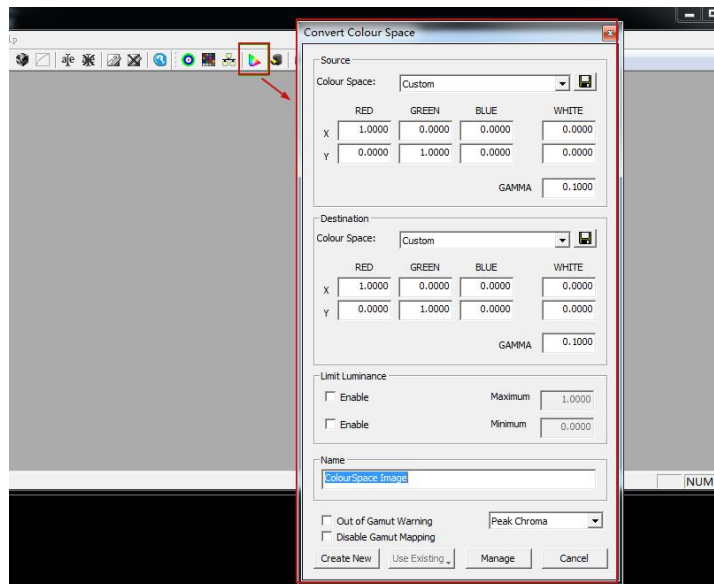 Convert Colour Space
lp
Source
Colour Space: Custom
RED GREEN BLUE WHITE
X 1.0000 0.0000 0.0000 0.0000
Y 0.0000 1.0000 0.0000 0.0000
GAMMA 0.1000
Destination
Colour Space: Custom
RED GREEN BLUE WHITE
X 1.0000 0.0000 0.0000 0.0000
Y 0.0000 1.0000 0.0000 0.0000
GAMMA 0.1000
Limit Luminance
Enable Maximum 1.0000
Enable Minimum 0.0000
Name
ColourSpace Image
NUM
Out of Gamut Warning Peak Chroma
Disable Gamut Mapping
Create New Use Existing Manage Cancel